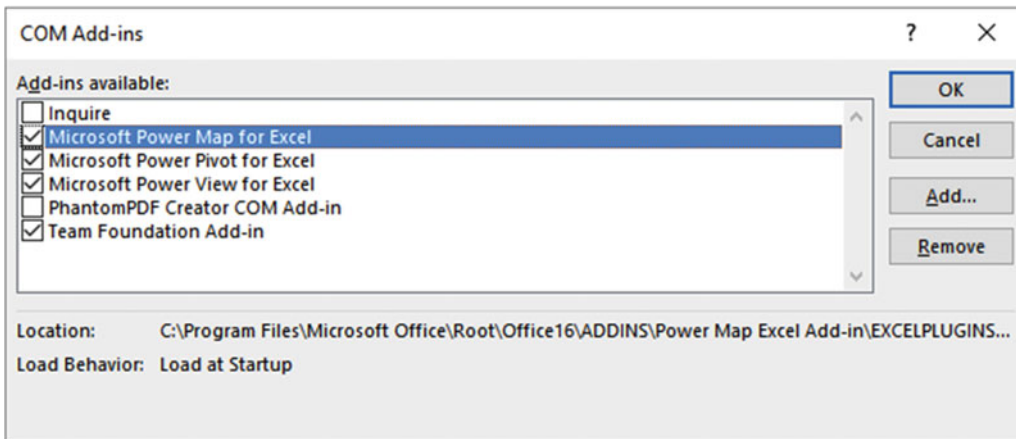 COM Add-ins ? X
Add-ins available:
Inquire
Microsoft Power Map for Excel
Microsoft Power Pivot for Excel
Microsoft Power View for Excel
PhantomPDF Creator COM Add-in
Team Foundation Add-in
OK
Cancel
Add...
Remove
Location: C:\Program Files\Microsoft Office\Root\Office16\ADDINS\Power Map Excel Add-in\EXCELPLUGINS...
Load Behavior: Load at Startup